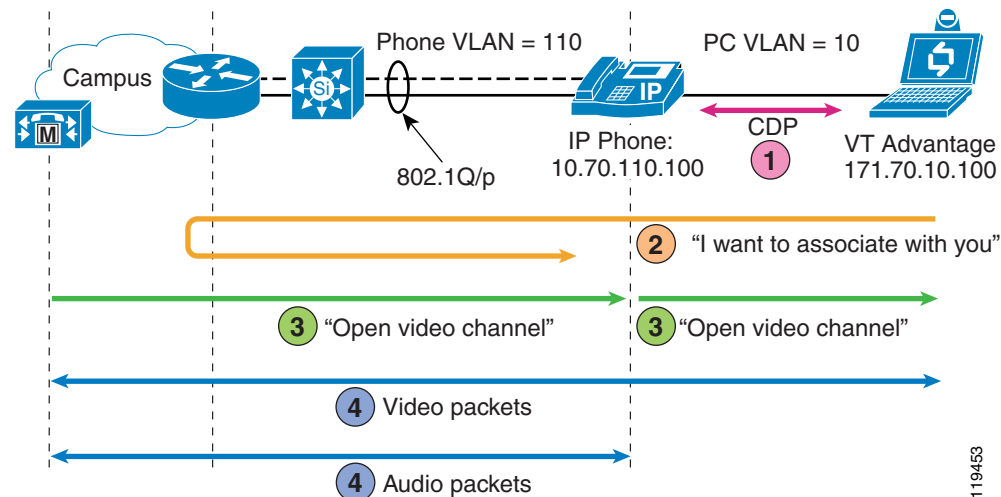 Phone VLAN = 110
PC VLAN = 10
Campus
Si
IP
M
CDP
1
802.1Q/p
IP Phone:
10.70.110.100
VT Advantage
171.70.10.100
2 “I want to associate with you”
3 “Open video channel”
3 “Open video channel”
4 Video packets
4 Audio packets
119453